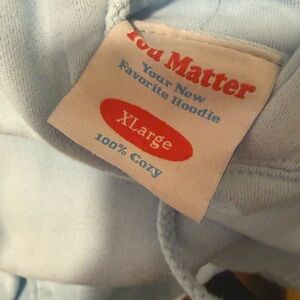 You Matter
Your New
Favorite Hoodie
XLarge
100% Cozy